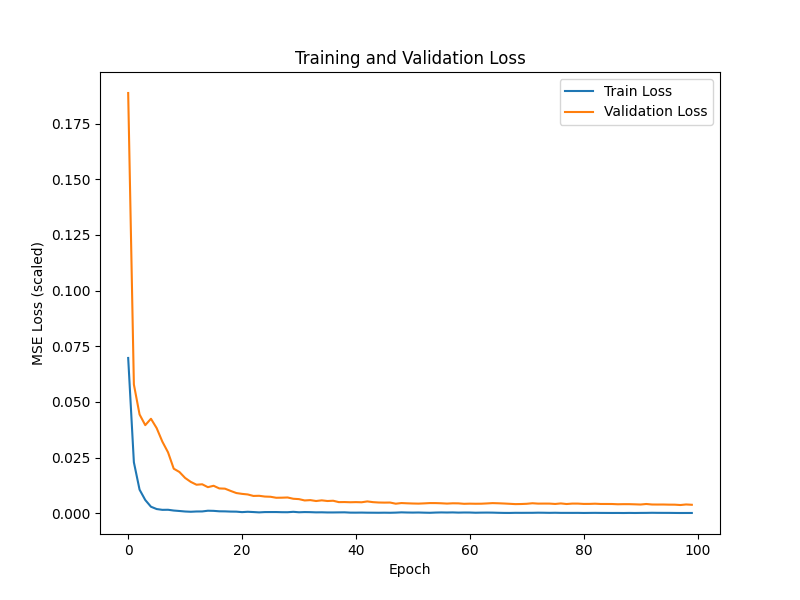 Training and Validation Loss
Train Loss
Validation Loss
0.175
0.150
0.125
0.100
0.075
0.050
0.025
0.000
MSE Loss (scaled)
0
20
40
60
80
100
Epoch